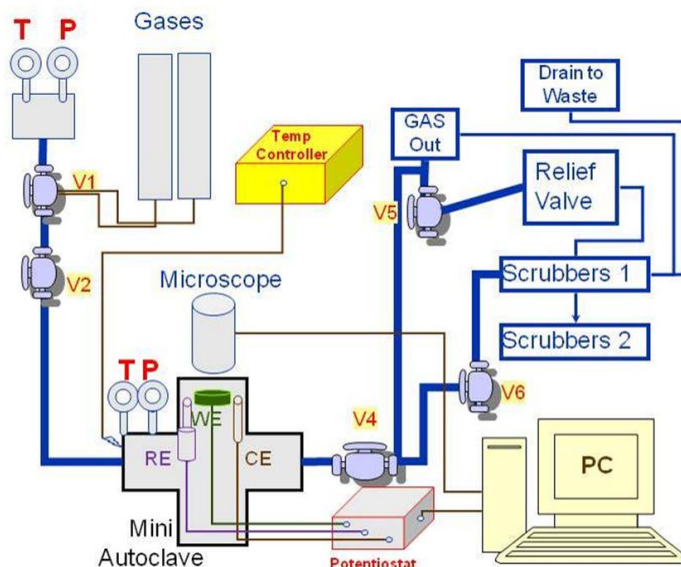 T P
Gases
Drain to
Waste
GAS
Out
Temp
Controller
Relief
Valve
V1
V5
V2
Microscope
Scrubbers 1
Scrubbers 2
T P
WE
V4
V6
RE
CE
PC
Mini
Autoclave
Potentiostat